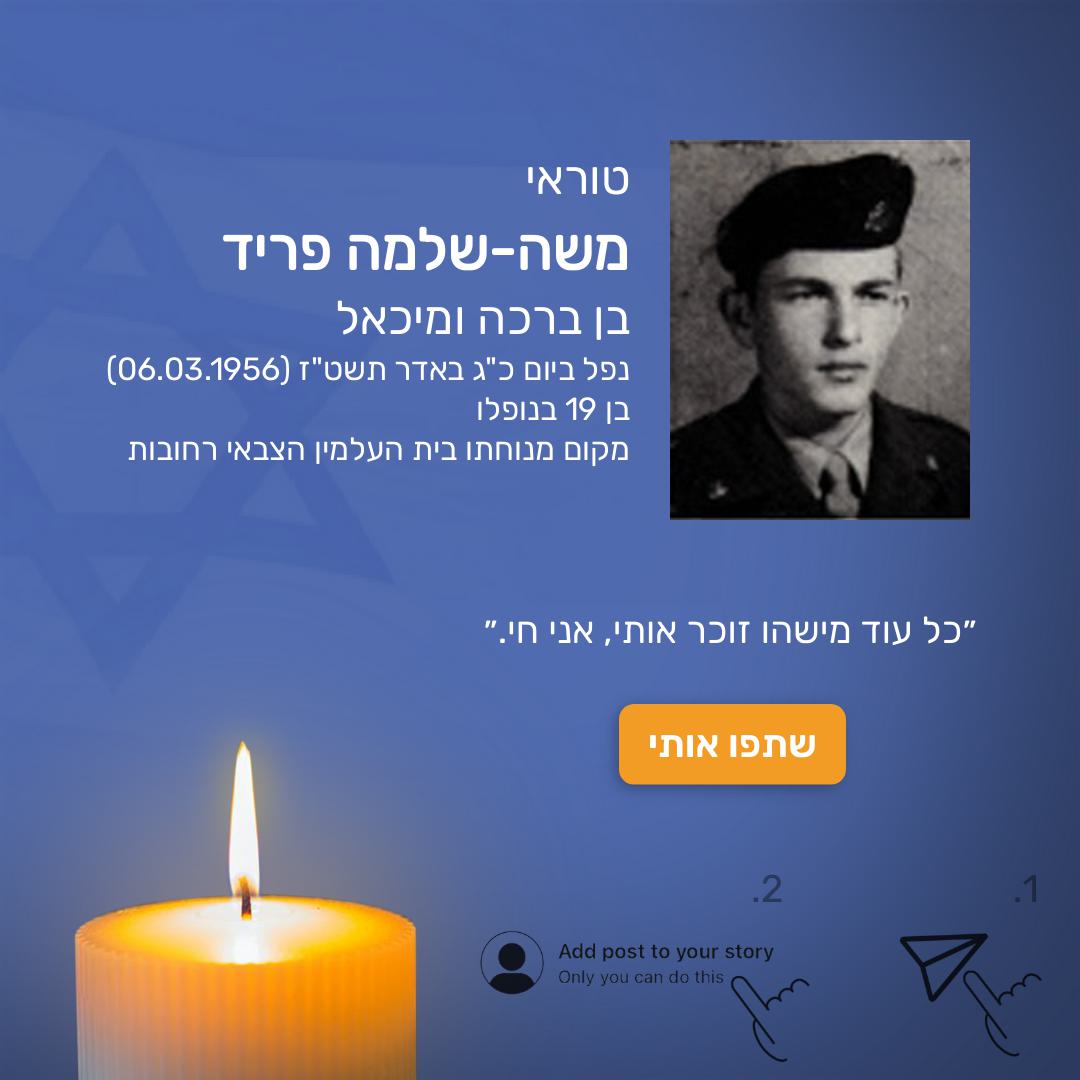 טוראי
משה-שלמה פריד
בן ברכה ומיכאל
נפל ביום כ"ג באדר תשט"ז (06.03.1956)
בן 19 בנופלו
מקום מנוחתו בית העלמין הצבאי רחובות
״כל עוד מישהו זוכר אותי, אני חי.״
שתפו אותי
1.
2.
Add post to your story
Only you can do this